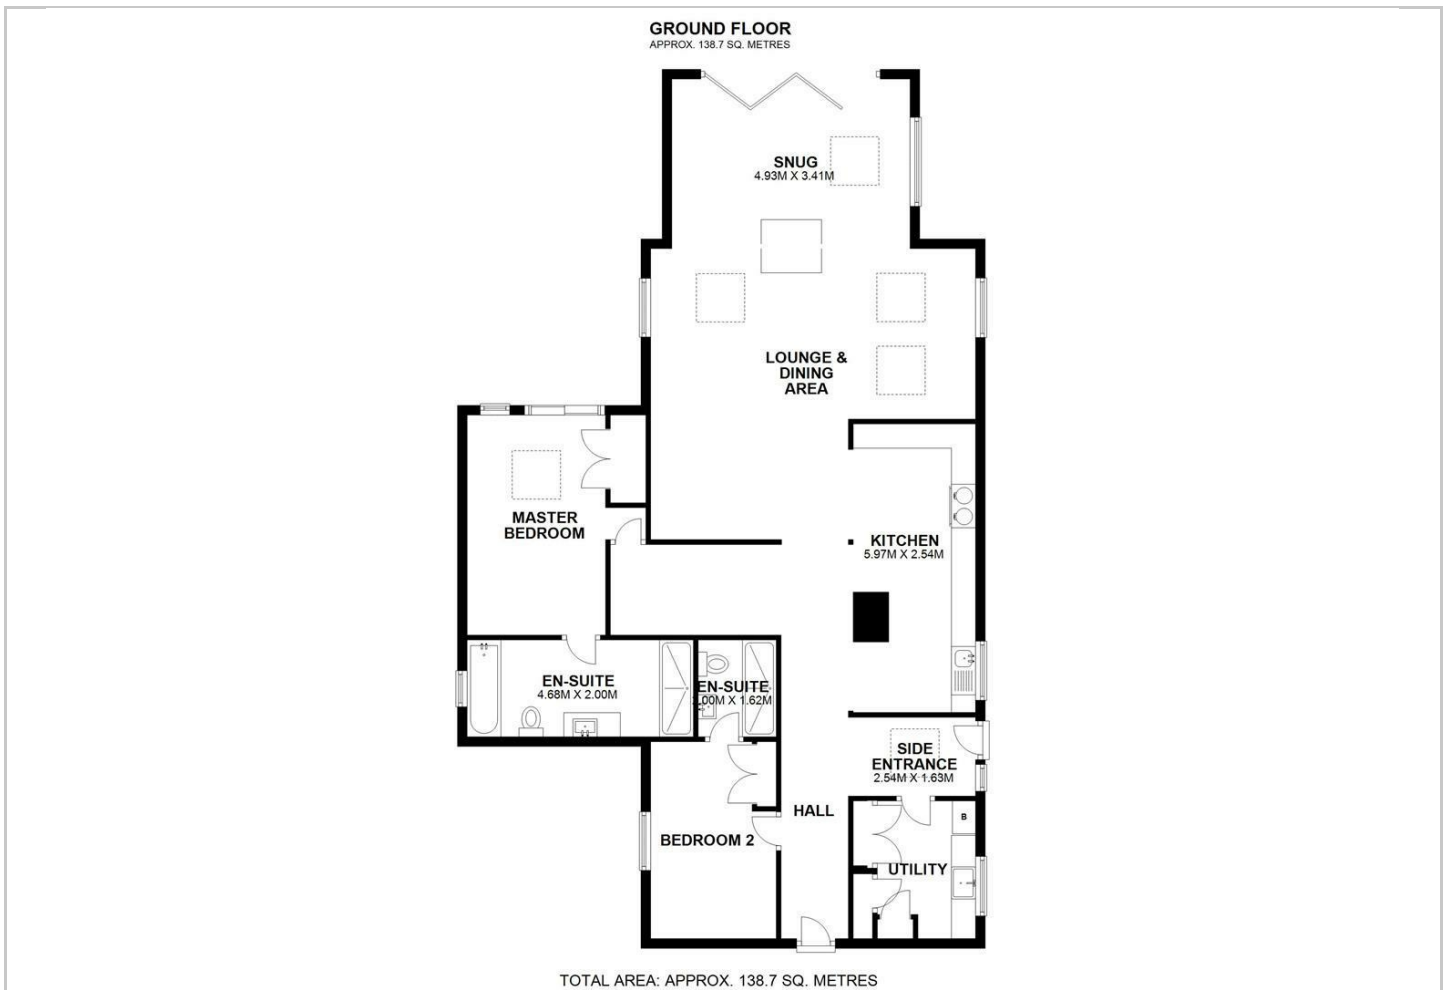 GROUND FLOOR
APPROX. 138.7 SQ. METRES
SNUG
4.93M X 3.41M
LOUNGE &
DINING
AREA
MASTER
BEDROOM
KITCHEN
5.97M X 2.54M
EN-SUITE
4.68M X 2.00M
EN-SUITE
.00M X 1.62M
SIDE
ENTRANCE
2.54M X 1.63M
HALL
B
BEDROOM 2
UTILITY
TOTAL AREA: APPROX. 138.7 SQ. METRES